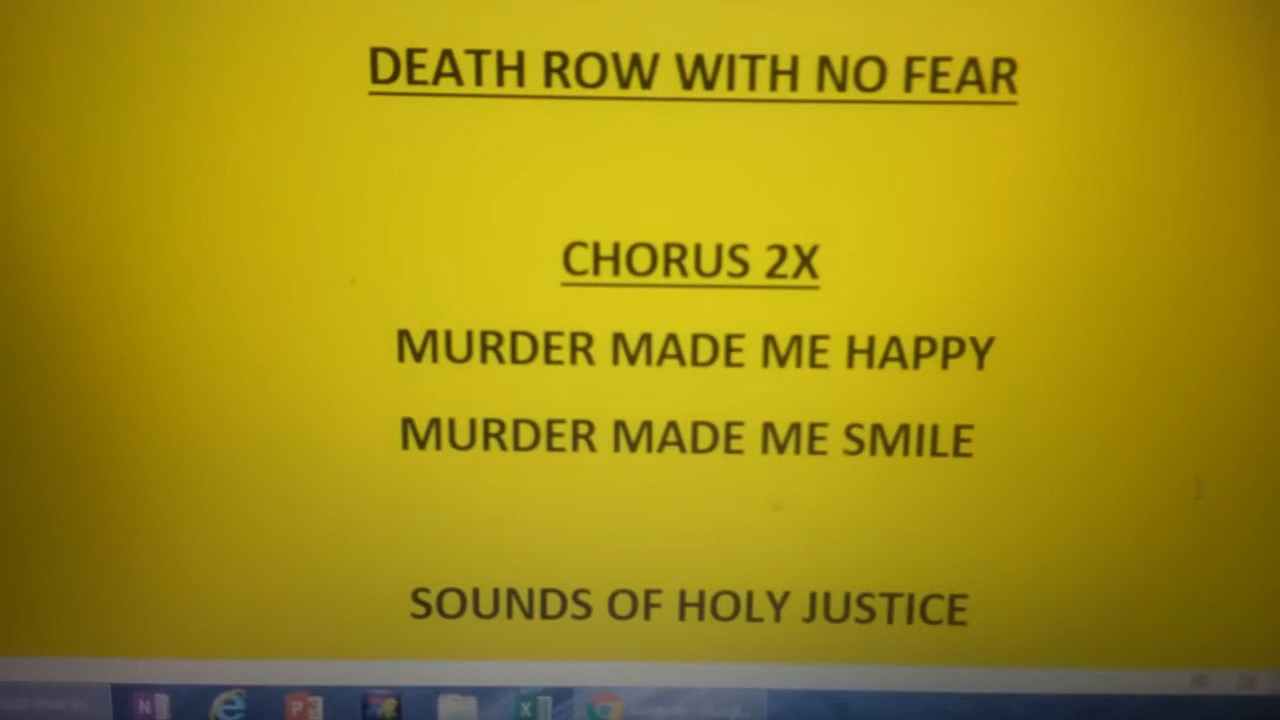 DEATH ROW WITH NO FEAR
CHORUS 2X
MURDER MADE ME HAPPY
MURDER MADE ME SMILE
SOUNDS OF HOLY JUSTICE